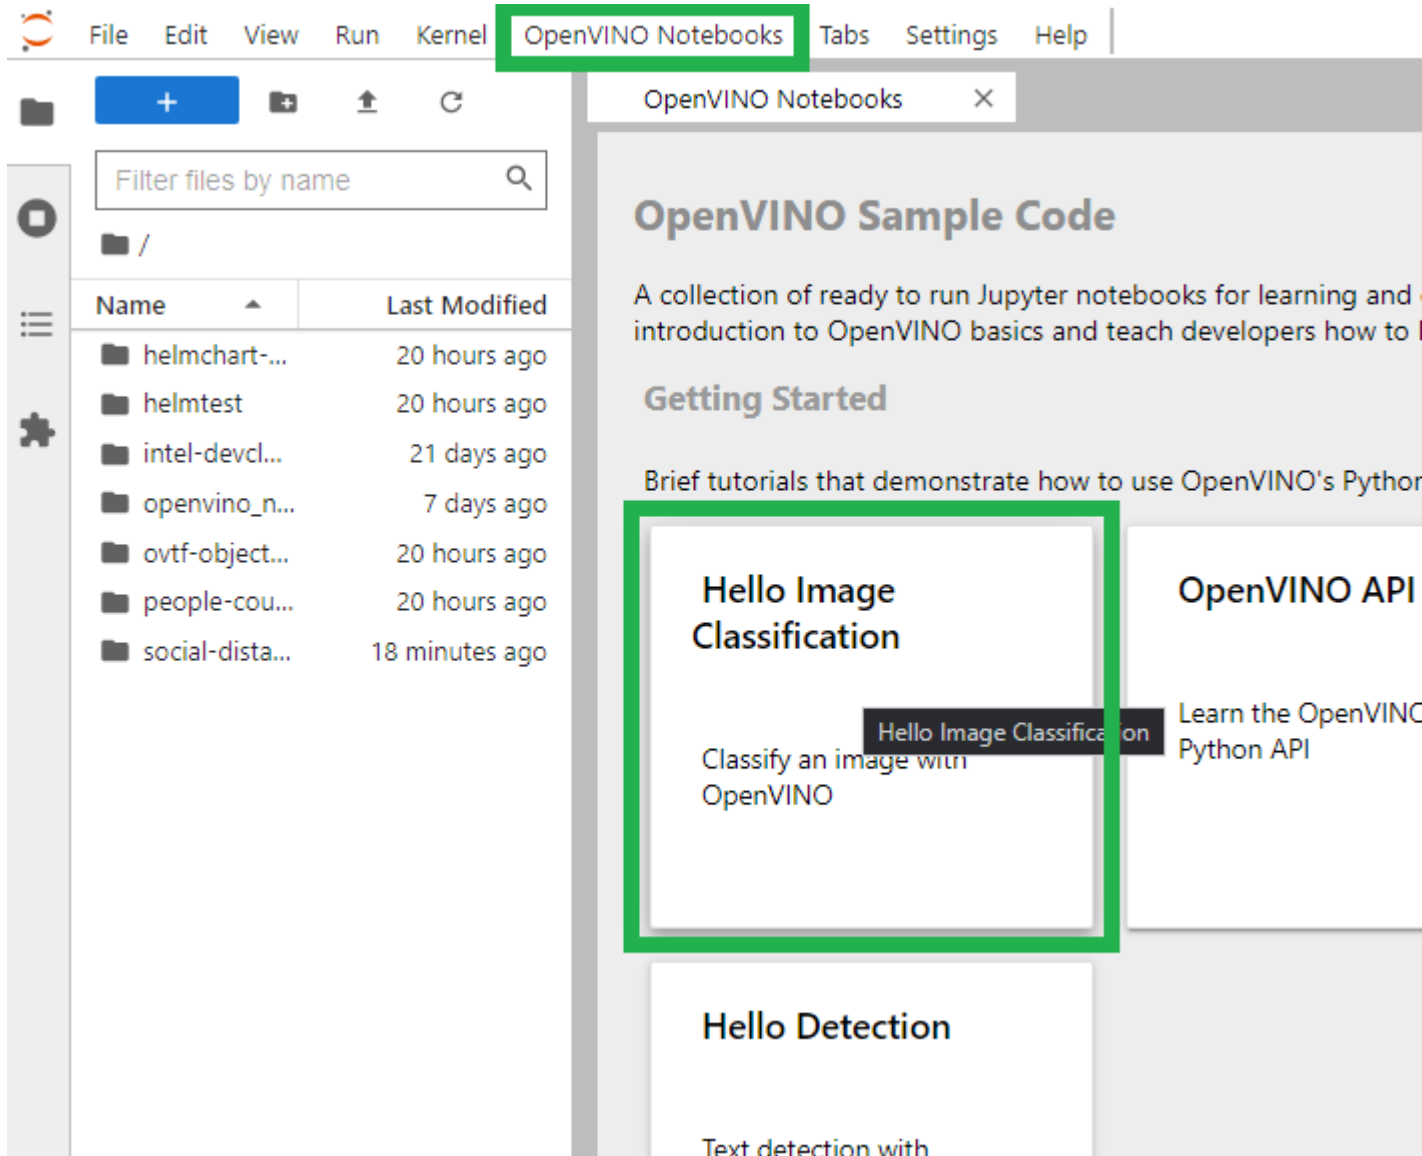 File Edit View Run Kernel OpenVINO Notebooks Tabs Settings Help
+
Filter files by name
/
Name Last Modified
helmchart-... 20 hours ago
helmtest 20 hours ago
intel-devcl... 21 days ago
openvino_n... 7 days ago
ovtf-object... 20 hours ago
people-cou... 20 hours ago
social-dista... 18 minutes ago
OpenVINO Notebooks ×
OpenVINO Sample Code
A collection of ready to run Jupyter notebooks for learning and
introduction to OpenVINO basics and teach developers how to
Getting Started
Brief tutorials that demonstrate how to use OpenVINO's Python
Hello Image
Classification
Hello Image Classification
Classify an image with
OpenVINO
OpenVINO API
Learn the OpenVINO
Python API
Hello Detection
Text detection with